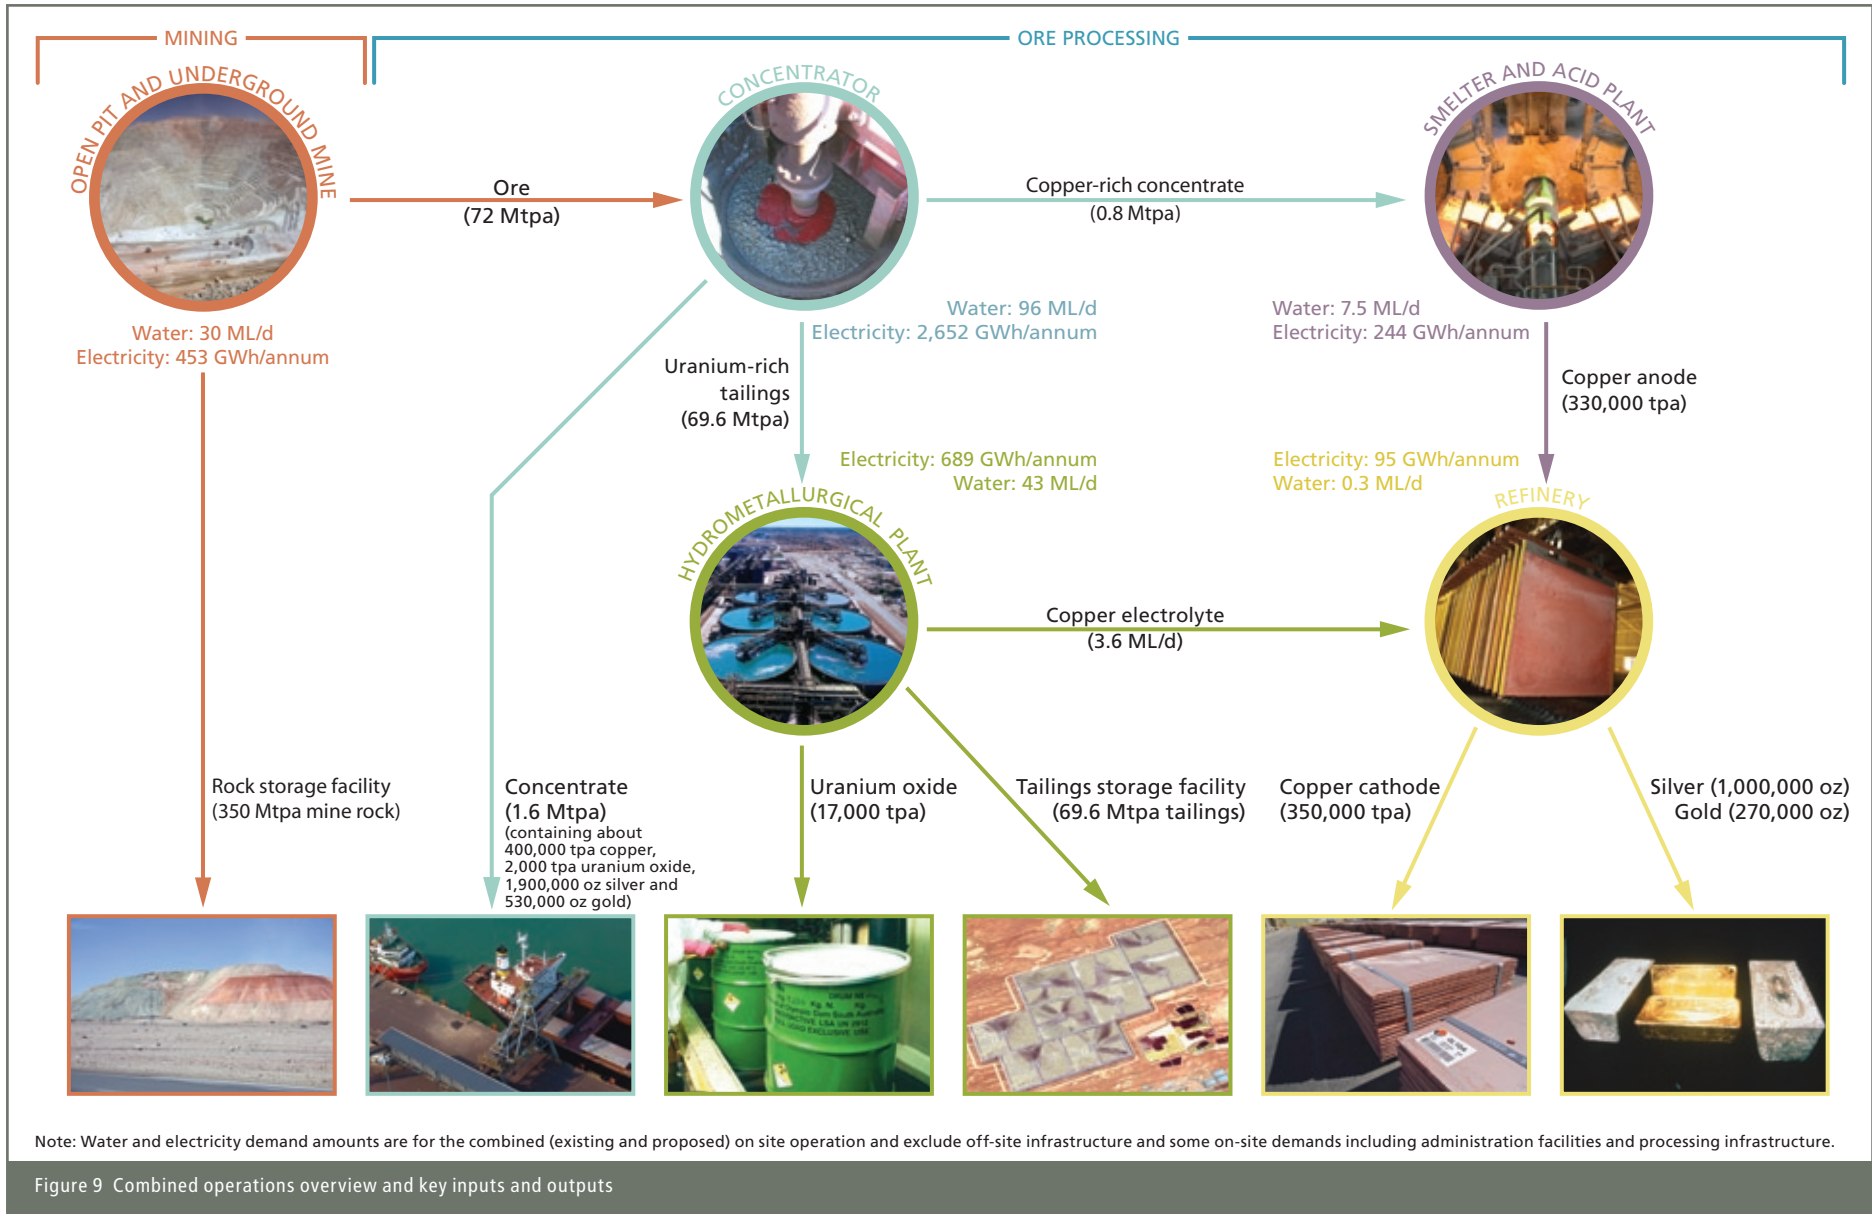 MINING
ORE PROCESSING
OPEN PIT AND UNDERGROUND MINE
CONCENTRATOR
SMELTER AND ACID PLANT
Ore
(72 Mtpa)
Copper-rich concentrate
(0.8 Mtpa)
Water: 30 ML/d
Electricity: 453 GWh/annum
Water: 96 ML/d
Electricity: 2,652 GWh/annum
Water: 7.5 ML/d
Electricity: 244 GWh/annum
Uranium-rich
tailings
(69.6 Mtpa)
Copper anode
(330,000 tpa)
Electricity: 689 GWh/annum
Water: 43 ML/d
Electricity: 95 GWh/annum
Water: 0.3 ML/d
HYDROMETALLURGICAL PLANT
REFINERY
Copper electrolyte
(3.6 ML/d)
Rock storage facility
(350 Mtpa mine rock)
Concentrate
(1.6 Mtpa)
(containing about
400,000 tpa copper,
2,000 tpa uranium oxide,
1,900,000 oz silver and
530,000 oz gold)
Uranium oxide
(17,000 tpa)
Tailings storage facility
(69.6 Mtpa tailings)
Copper cathode
(350,000 tpa)
Silver (1,000,000 oz)
Gold (270,000 oz)
Note: Water and electricity demand amounts are for the combined (existing and proposed) on site operation and exclude off-site infrastructure and some on-site demands including administration facilities and processing infrastructure.
Figure 9 Combined operations overview and key inputs and outputs